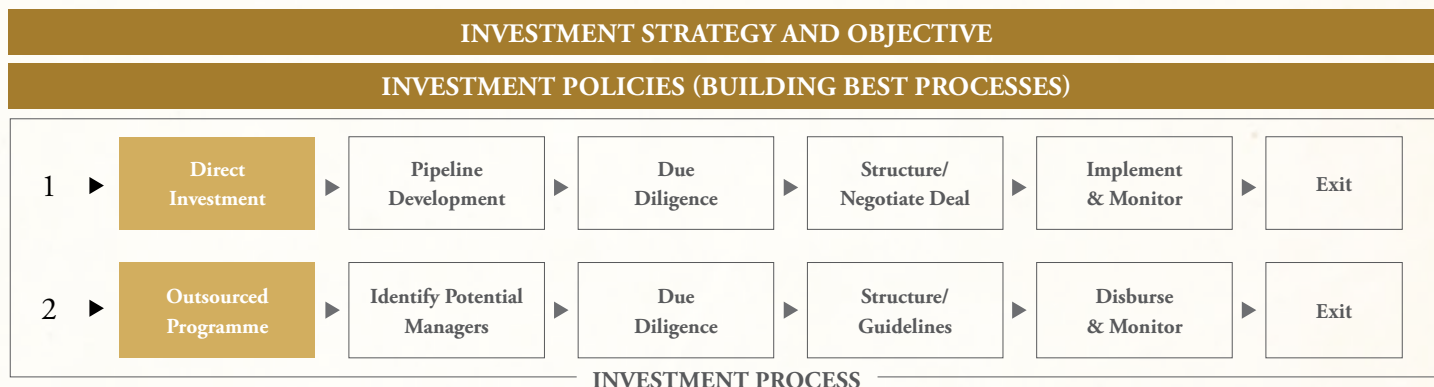 INVESTMENT STRATEGY AND OBJECTIVE
INVESTMENT POLICIES (BUILDING BEST PROCESSES)
1
Direct
Investment
Pipeline
Development
Due
Diligence
Structure/
Negotiate Deal
Implement
& Monitor
Exit
2
Outsourced
Programme
Identify Potential
Managers
Due
Diligence
Structure/
Guidelines
Disburse
& Monitor
Exit
INVESTMENT PROCESS